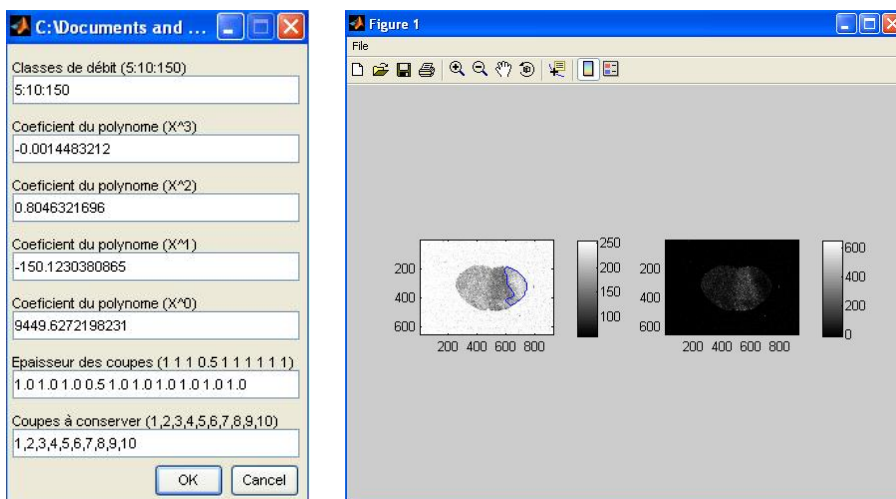 C:\Documents and ...
Classes de débit (5:10:150)
5:10:150
Coeficient du polynome (X^3)
-0.0014483212
Coeficient du polynome (X^2)
0.8046321696
Coeficient du polynome (X^1)
-150.1230380865
Coeficient du polynome (X^0)
9449.6272198231
Epaisseur des coupes (1 1 1 0.5 1 1 1 1 1 1)
1.0 1.0 1.0 0.5 1.0 1.0 1.0 1.0 1.0 1.0
Coupes à conserver (1,2,3,4,5,6,7,8,9,10)
1,2,3,4,5,6,7,8,9,10
OK Cancel
Figure 1
File
200
400
600
200 400 600 800
250
200
150
100
200
400
600
200 400 600 800
600
400
200
0